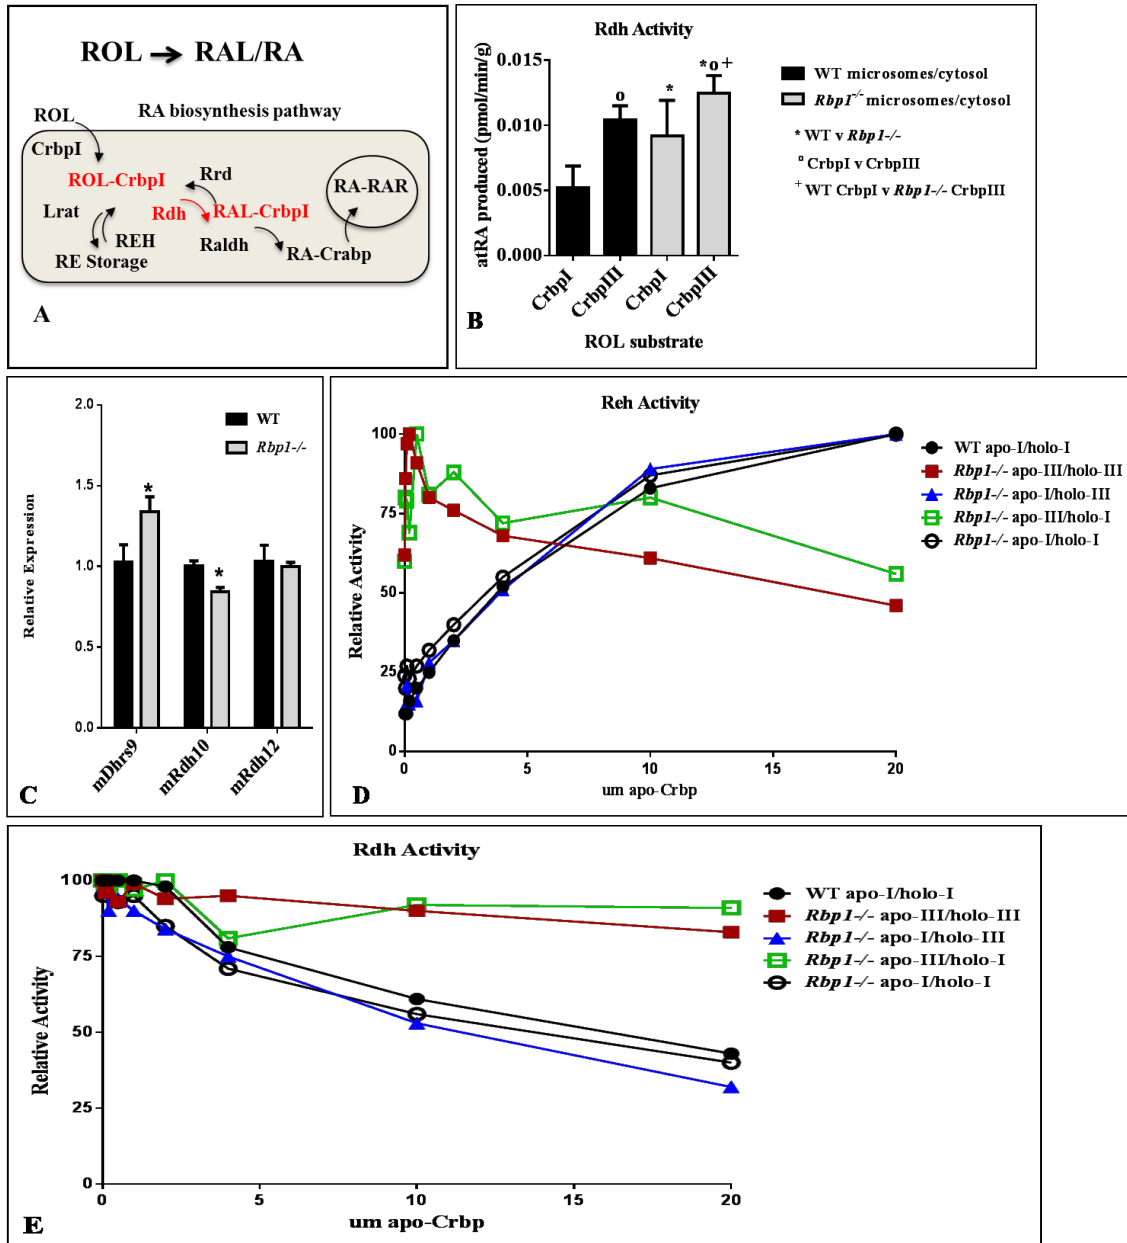 ROL → RAL/RA
RA biosynthesis pathway
ROL
CrbpI
ROL-CrbpI
Rrd
RA-RAR
Lrat
Rdh
RAL-CrbpI
REH
Raldh
RA-Crabp
RE Storage
A
Rdh Activity
atRA produced (pmol/min/g)
0.015
0.010
0.005
0.000
o
*
*o +
CrbpI
CrbpIII
CrbpI
CrbpIII
ROL substrate
WT microsomes/cytosol
Rbp1-/- microsomes/cytosol
* WT v Rbp1-/-
¤ CrbpI v CrbpIII
+ WT CrbpI v Rbp1-/- CrbpIII
B
Relative Expression
2.0
1.5
1.0
0.5
0.0
WT
Rbp1-/-
*
*
mDhrs9
mRdh10
mRdh12
C
Reh Activity
Relative Activity
100
75
50
25
0
0
5
10
15
20
um apo-Crbp
WT apo-I/holo-I
Rbp1-/- apo-III/holo-III
Rbp1-/- apo-I/holo-III
Rbp1-/- apo-III/holo-I
Rbp1-/- apo-I/holo-I
D
Rdh Activity
Relative Activity
100
75
50
25
0
0
5
10
15
20
um apo-Crbp
WT apo-I/holo-I
Rbp1-/- apo-III/holo-III
Rbp1-/- apo-I/holo-III
Rbp1-/- apo-III/holo-I
Rbp1-/- apo-I/holo-I
E